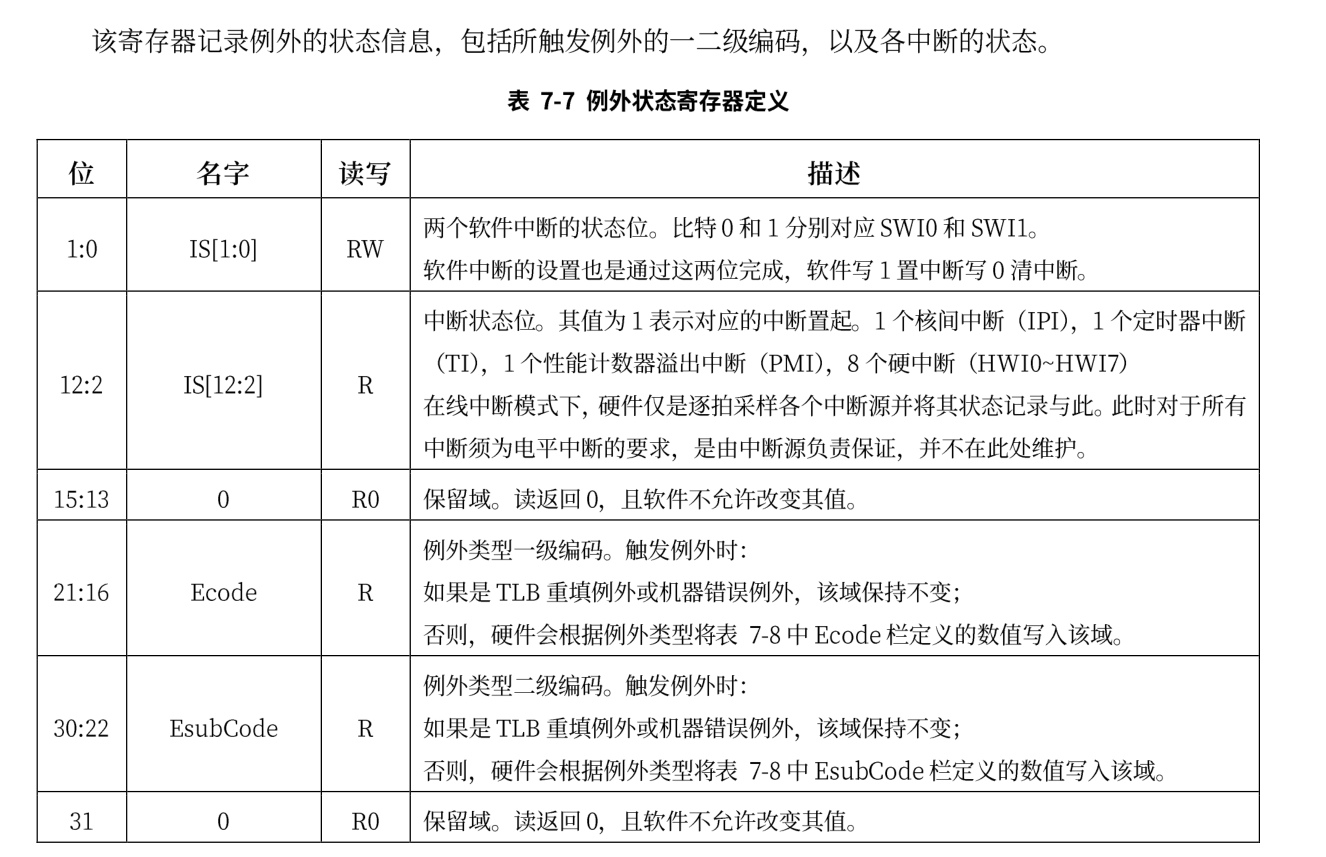 该寄存器记录例外的状态信息，包括所触发例外的一二级编码，以及各中断的状态。
表 7-7 例外状态寄存器定义
位 名字 读写 描述
1:0 IS[1:0] RW
两个软件中断的状态位。比特 0 和 1 分别对应 SWI0 和 SWI1。
软件中断的设置也是通过这两位完成，软件写 1 置中断写 0 清中断。
12:2 IS[12:2] R
中断状态位。其值为 1 表示对应的中断置起。1 个核间中断（IPI），1 个定时器中断
（TI），1 个性能计数器溢出中断（PMI），8 个硬中断（HWI0~HWI7）
在线中断模式下，硬件仅是逐拍采样各个中断源并将其状态记录与此。此时对于所有
中断须为电平中断的要求，是由中断源负责保证，并不在此处维护。
15:13 0 R0 保留域。读返回 0，且软件不允许改变其值。
21:16 Ecode R
例外类型一级编码。触发例外时：
如果是 TLB 重填例外或机器错误例外，该域保持不变；
否则，硬件会根据例外类型将表 7-8 中 Ecode 栏定义的数值写入该域。
30:22 EsubCode R
例外类型二级编码。触发例外时：
如果是 TLB 重填例外或机器错误例外，该域保持不变；
否则，硬件会根据例外类型将表 7-8 中 EsubCode 栏定义的数值写入该域。
31 0 R0 保留域。读返回 0，且软件不允许改变其值。